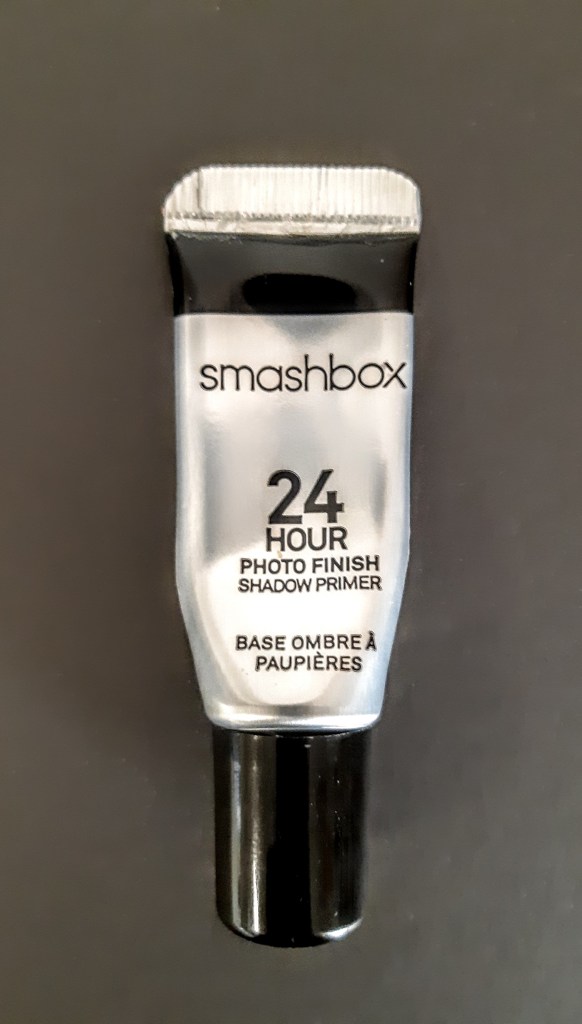 smashbox
24
HOUR
PHOTO FINISH
SHADOW PRIMER
BASE OMBRE À
PAUPIÈRES